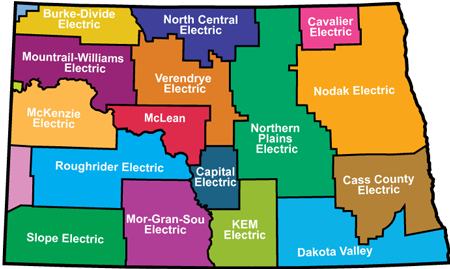 Burke-Divide
Electric
North Central
Electric
Cavalier
Electric
Mountrail-Williams
Electric
Verendrye
Electric
Nodak Electric
McKenzie
Electric
McLean
Northern
Plains
Electric
Roughrider Electric
Capital
Electric
Cass County
Electric
Mor-Gran-Sou
Electric
KEM
Electric
Slope Electric
Dakota Valley